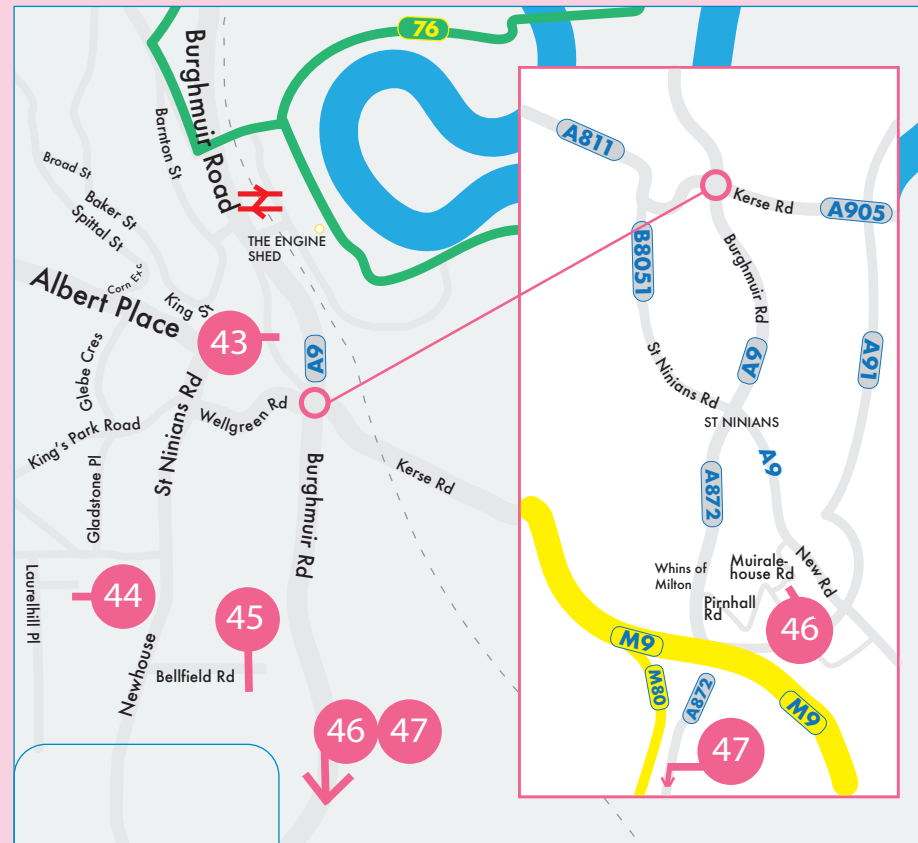 76
Burghmuir Road
Barnton St
Broad St
Baker St
Spittal St
THE ENGINE
SHED
Corn Ex c
Albert Place
King St
43
A9
Glebe Cres
St Ninians Rd
Wellgreen Rd
King's Park Road
Gladstone Pl
Burghmuir Rd
Kerse Rd
Laurelhill Pl
44
45
Newhouse
Bellfield Rd
46
47
A811
Kerse Rd
A905
B8051
Burghmuir Rd
A9
A91
St Ninians Rd
ST NINIANS
A9
A872
Whins of
Milton
Muirale-
house Rd
New Rd
Pirnhall
Rd
46
M9
M80
A872
M9
47